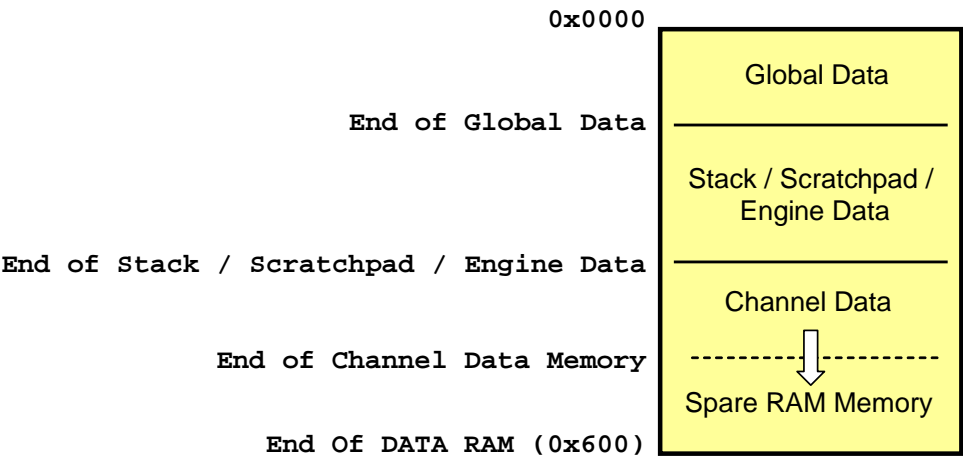 0x0000
Global Data
End of Global Data
Stack / Scratchpad /
Engine Data
End of Stack / Scratchpad / Engine Data
Channel Data
End of Channel Data Memory
Spare RAM Memory
End Of DATA RAM (0x600)